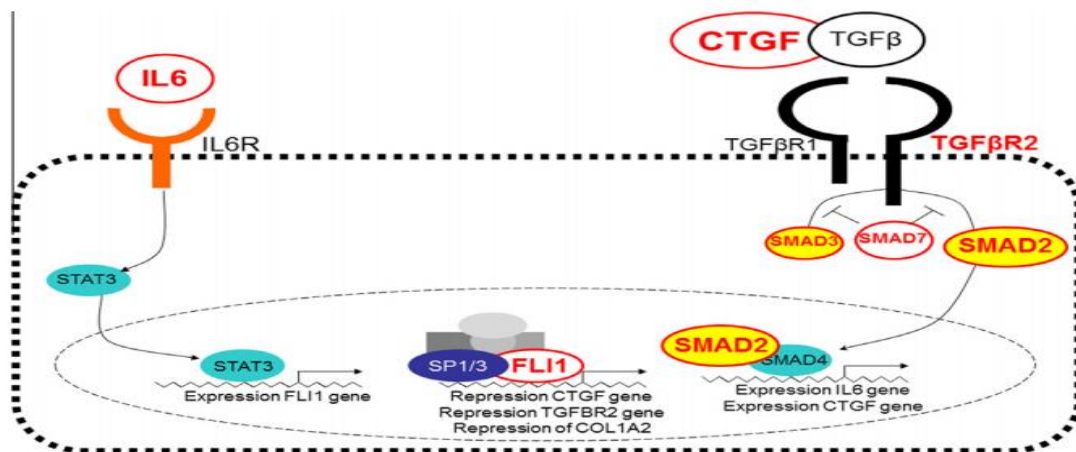 CTGF
TGFβ
IL6
IL6R
TGFβR1
TGFβR2
SMAD3
SMAD7
SMAD2
STAT3
SMAD2
SMAD4
STAT3
SP1/3
FLI1
Expression FLI1 gene
Repression CTGF gene
Repression TGFBR2 gene
Repression of COL1A2
Expression IL6 gene
Expression CTGF gene